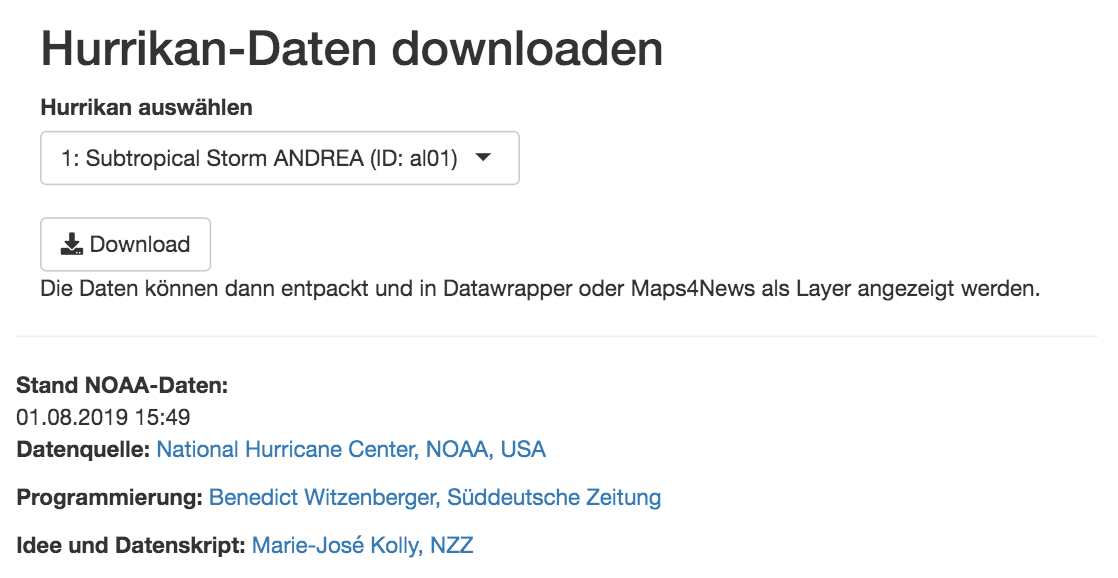 Hurrikan-Daten downloaden
Hurrikan auswählen
1: Subtropical Storm ANDREA (ID: al01)
Download
Die Daten können dann entpackt und in Datawrapper oder Maps4News als Layer angezeigt werden.
Stand NOAA-Daten:
01.08.2019 15:49
Datenquelle: National Hurricane Center, NOAA, USA
Programmierung: Benedict Witzenberger, Süddeutsche Zeitung
Idee und Datenskript: Marie-José Kolly, NZZ